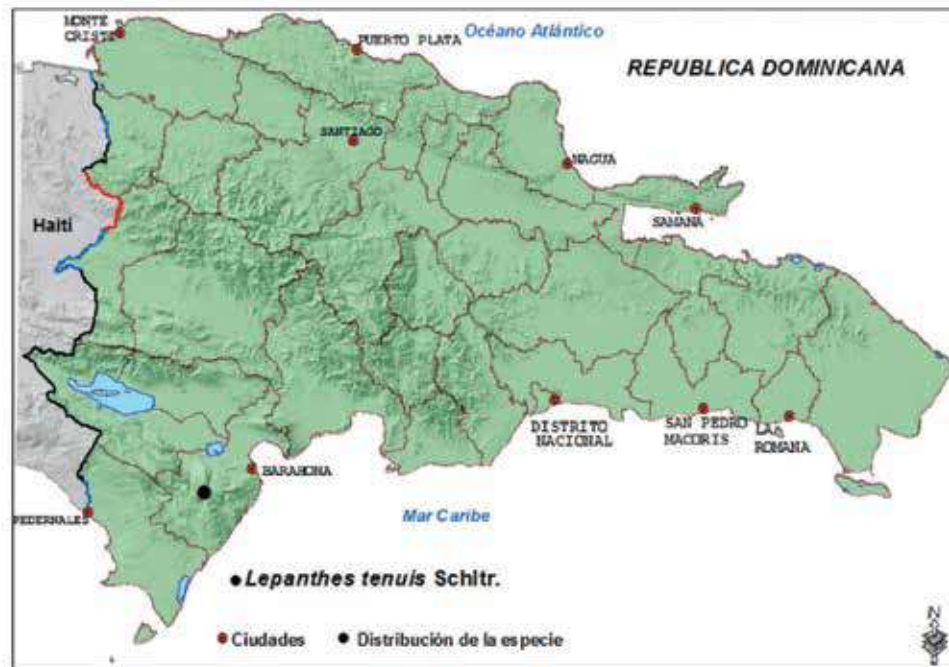 MONTE
CRISTI
PUERTO PLATA
Océano Atlántico
REPUBLICA DOMINICANA
SANTIAGO
NAGUA
SAMANA
Haití
DISTRITO
NACIONAL
SAN PEDRO
MACORIS
LA
ROMANA
BARAHONA
PEDERNALES
Mar Caribe
• Lepanthes tenuis Schltr.
Ciudades
Distribución de la especie
N